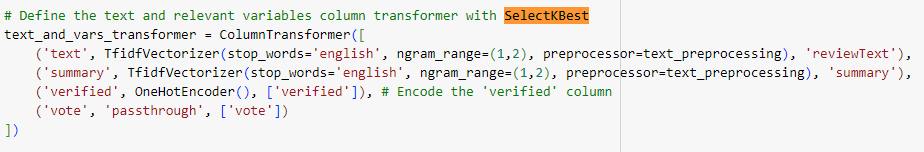 # Define the text and relevant variables column transformer with SelectKBest
text_and_vars_transformer = ColumnTransformer([
    ('text', TfidfVectorizer(stop_words='english', ngram_range=(1,2), preprocessor=text_preprocessing), 'reviewText'),
    ('summary', TfidfVectorizer(stop_words='english', ngram_range=(1,2), preprocessor=text_preprocessing), 'summary'),
    ('verified', OneHotEncoder(), ['verified']), # Encode the 'verified' column
    ('vote', 'passthrough', ['vote'])
])